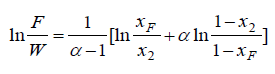 ln F/W = 1/(α−1) [ln x_F/x_2 + α ln (1−x_2)/(1−x_F)]